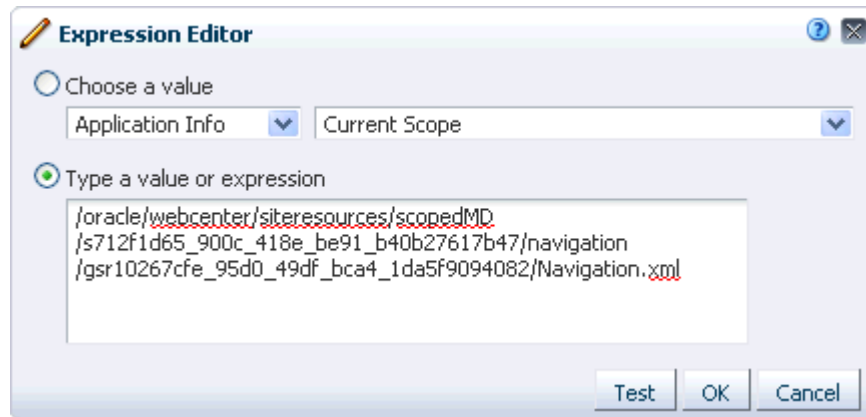 Expression Editor
Choose a value
Application Info Current Scope
Type a value or expression
/oracle/webcenter/siteresources/scopedMD
/s712f1d65_900c_418e_be91_b40b27617b47/navigation
/gsr10267cfe_95d0_49df_bca4_1da5f9094082/Navigation.xml
Test OK Cancel